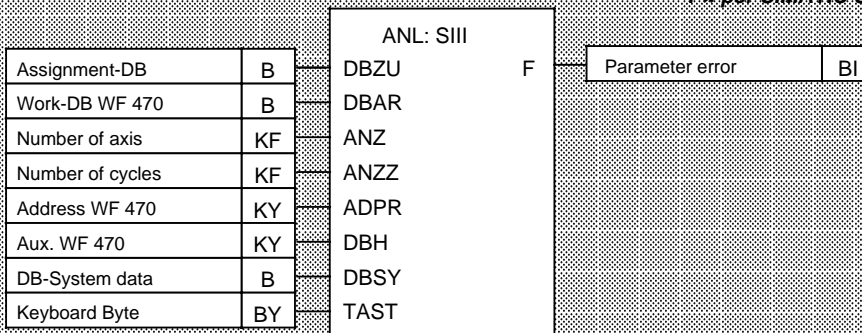 ANL: SIII
Assignment-DB B DBZU F Parameter error BI
Work-DB WF 470 B DBAR
Number of axis KF ANZ
Number of cycles KF ANZZ
Address WF 470 KY ADPR
Aux. WF 470 KY DBH
DB-System data B DBSY
Keyboard Byte BY TAST